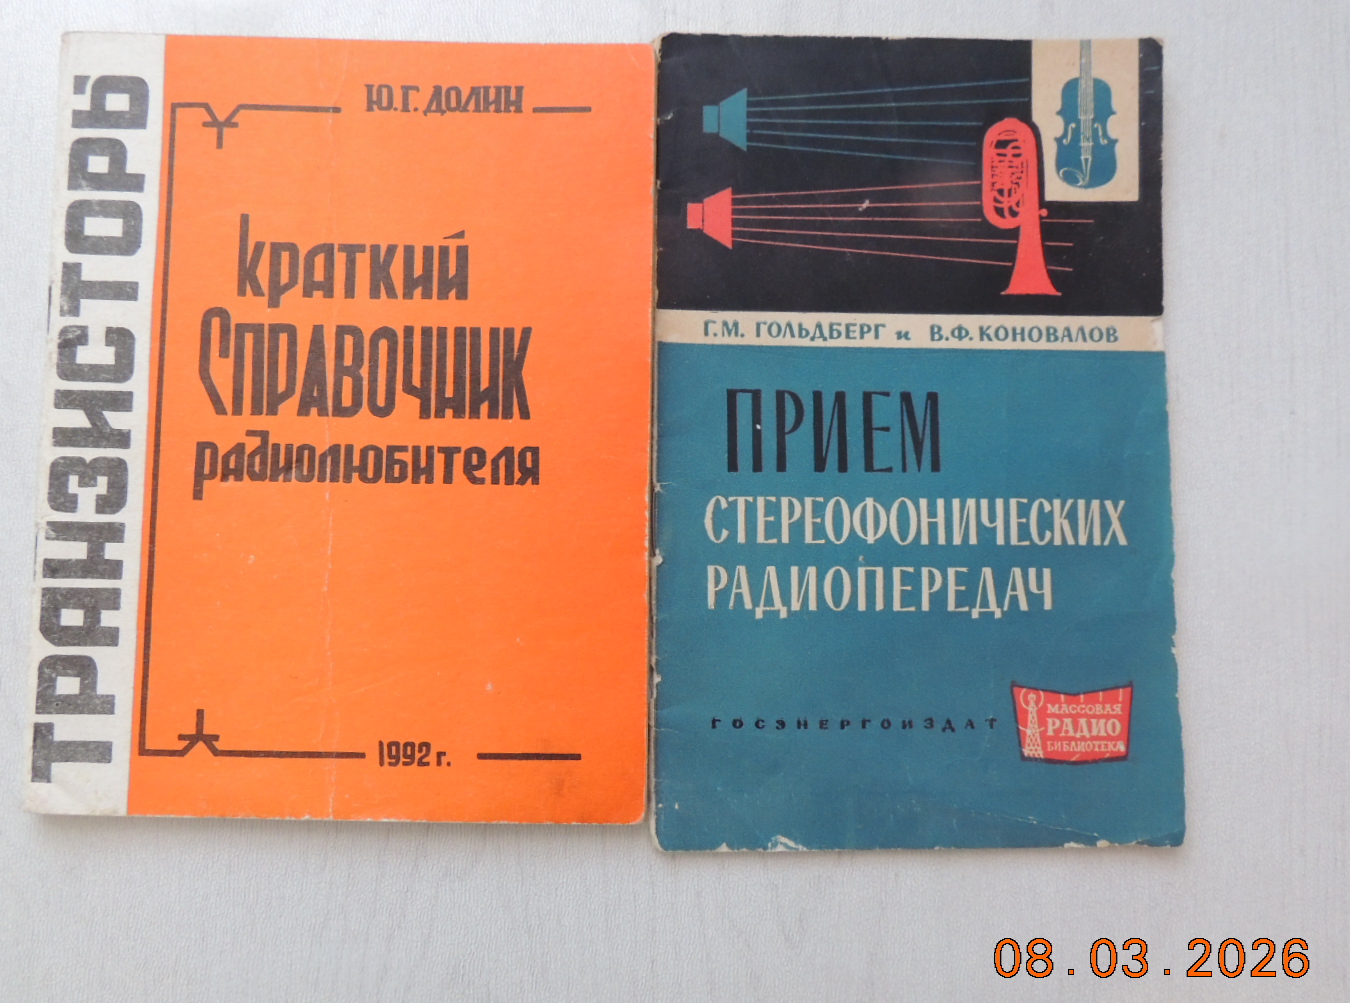 ТРАНЗИСТОРЫ
Ю.Г. ДОЛИН
КРАТКИЙ
СПРАВОЧНИК
РАДИОЛЮБИТЕЛЯ
1992 г.
Г.М. ГОЛЬДБЕРГ и В.Ф. КОНОВАЛОВ
ПРИЕМ
СТЕРЕОФОНИЧЕСКИХ
РАДИОПЕРЕДАЧ
ГОСЭНЕРГОИЗДАТ
МАССОВАЯ
РАДИО
БИБЛИОТЕКА
08.03.2026